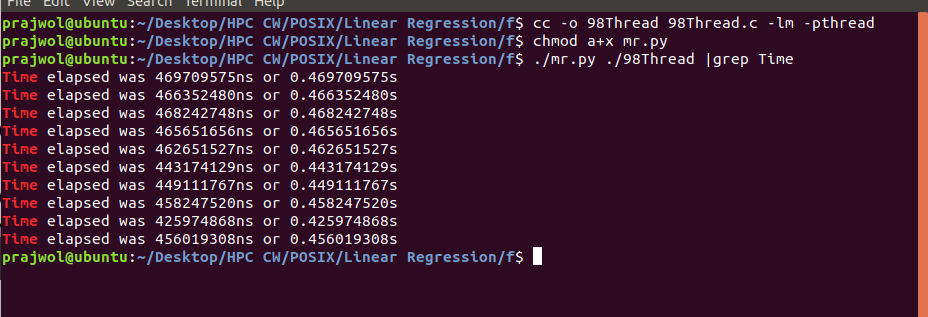 File Edit View Search Terminal Help
prajwol@ubuntu:~/Desktop/HPC CW/POSIX/Linear Regression/f$ cc -o 98Thread 98Thread.c -lm -pthread
prajwol@ubuntu:~/Desktop/HPC CW/POSIX/Linear Regression/f$ chmod a+x mr.py
prajwol@ubuntu:~/Desktop/HPC CW/POSIX/Linear Regression/f$ ./mr.py ./98Thread |grep Time
Time elapsed was 469709575ns or 0.469709575s
Time elapsed was 466352480ns or 0.466352480s
Time elapsed was 468242748ns or 0.468242748s
Time elapsed was 465651656ns or 0.465651656s
Time elapsed was 462651527ns or 0.462651527s
Time elapsed was 443174129ns or 0.443174129s
Time elapsed was 449111767ns or 0.449111767s
Time elapsed was 458247520ns or 0.458247520s
Time elapsed was 425974868ns or 0.425974868s
Time elapsed was 456019308ns or 0.456019308s
prajwol@ubuntu:~/Desktop/HPC CW/POSIX/Linear Regression/f$